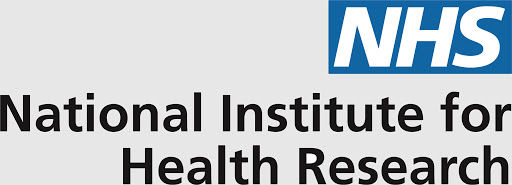 NHS
National Institute for
Health Research